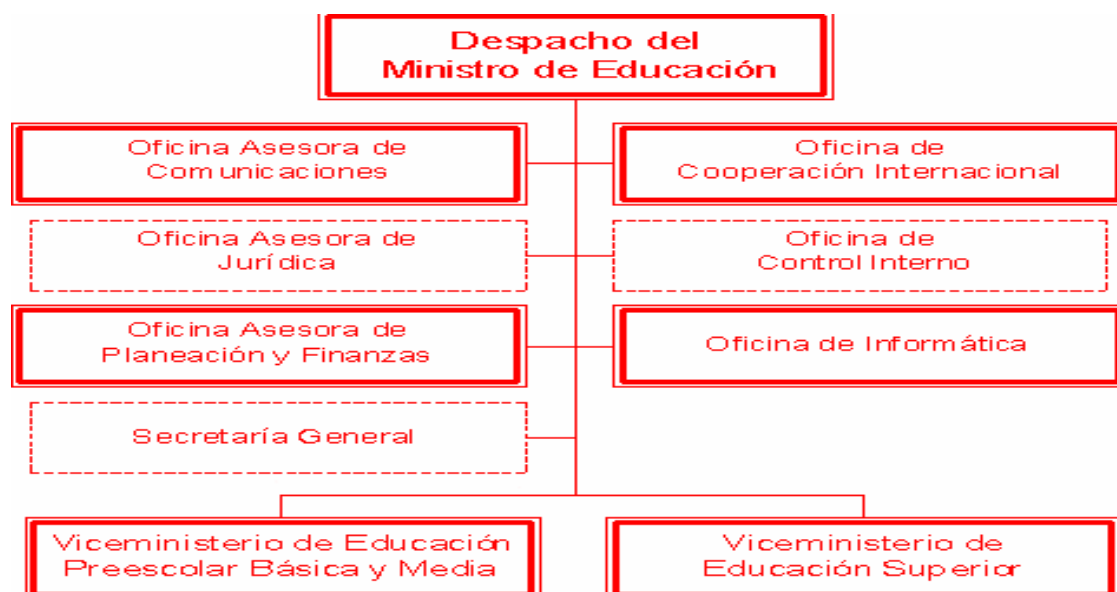 Despacho del
Ministro de Educación
Oficina Asesora de
Comunicaciones
Oficina de
Cooperación Internacional
Oficina Asesora de
Jurídica
Oficina de
Control Interno
Oficina Asesora de
Planeación y Finanzas
Oficina de Informática
Secretaría General
Viceministerio de Educación
Preescolar Básica y Media
Viceministerio de
Educación Superior